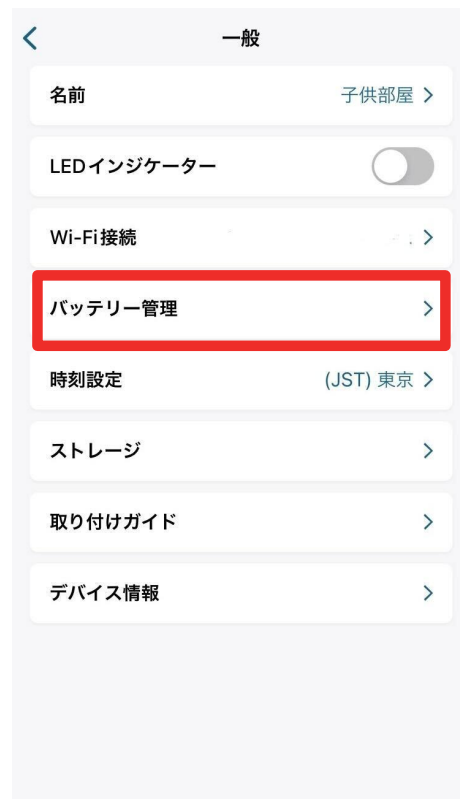 一般
名前 子供部屋
LEDインジケーター
Wi-Fi接続
バッテリー管理
時刻設定 (JST) 東京
ストレージ
取り付けガイド
デバイス情報